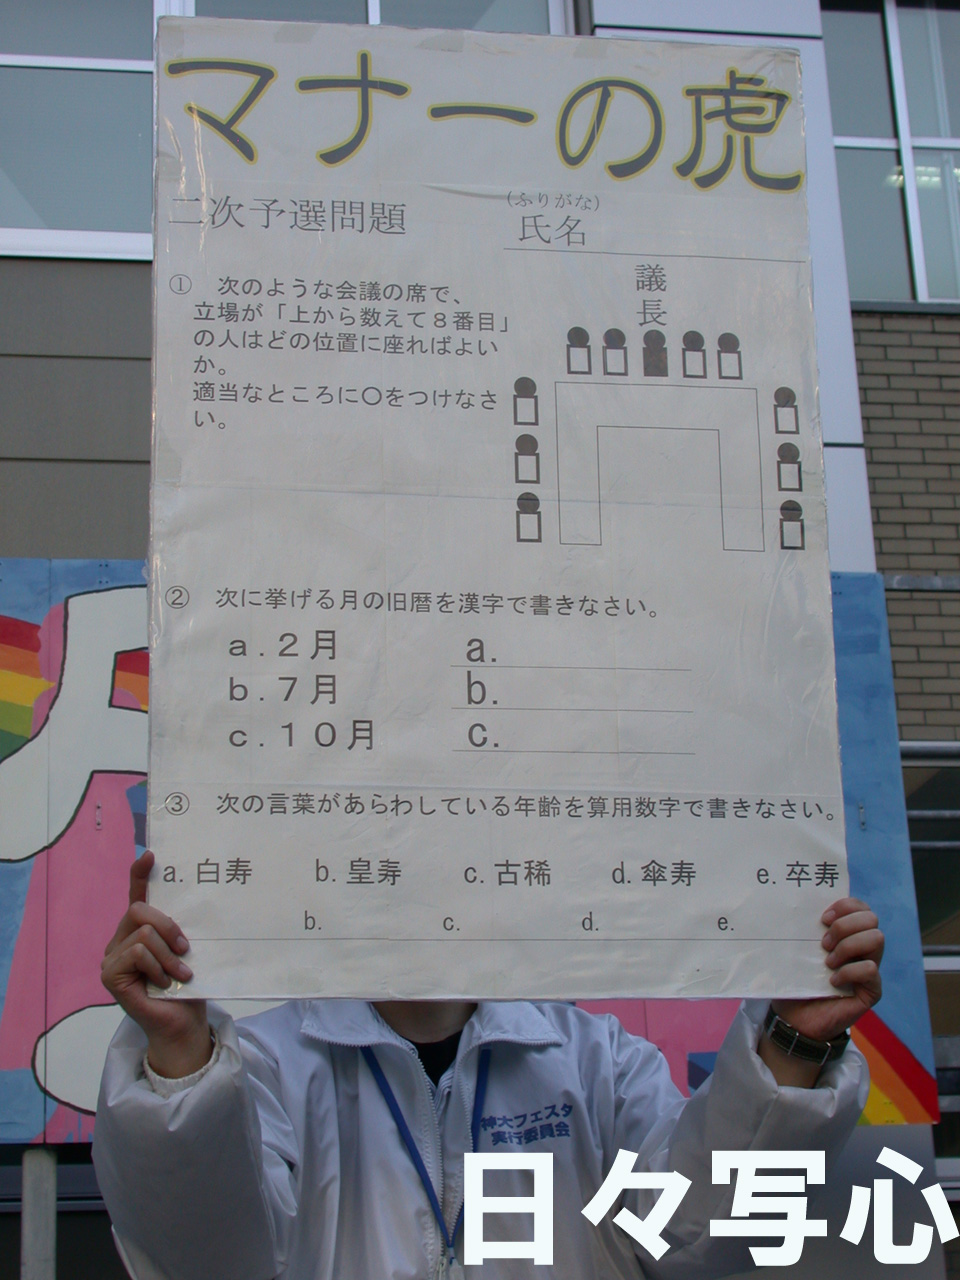 マナーの虎
二次予選問題
(ふりがな)
氏名
① 次のような会議の席で、
立場が「上から数えて８番目」
の人はどの位置に座ればよい
か。
適当なところに〇をつけなさ
い。
議
長
② 次に挙げる月の旧暦を漢字で書きなさい。
ａ．２月 a.
ｂ．７月 b.
ｃ．１０月 c.
③ 次の言葉があらわしている年齢を算用数字で書きなさい。
a. 白寿 b. 皇寿 c. 古稀 d. 傘寿 e. 卒寿
b. c. d. e.
神大フェスタ
実行委員会
日々写心